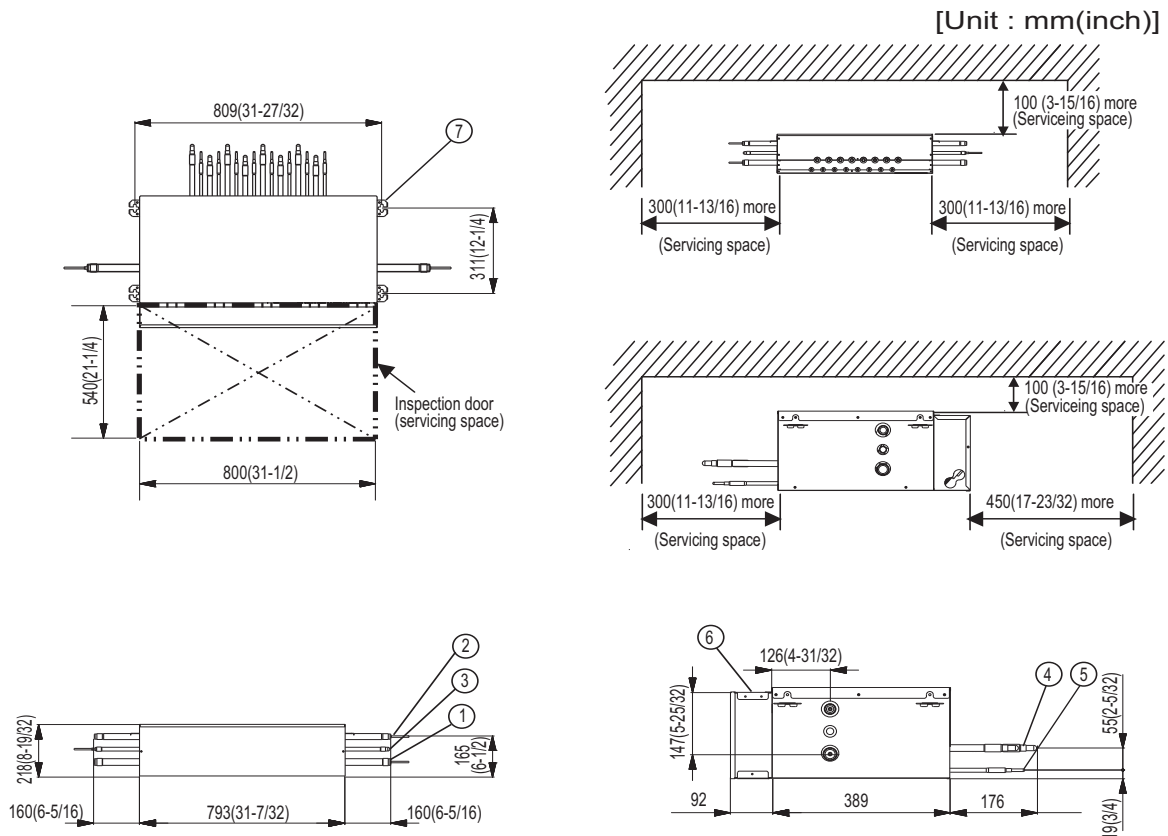 [Unit : mm(inch)]
809(31-27/32)
7
311(12-1/4)
540(21-1/4)
Inspection door
(servicing space)
800(31-1/2)
100 (3-15/16) more
(Serviceing space)
300(11-13/16) more
(Servicing space)
300(11-13/16) more
(Servicing space)
100 (3-15/16) more
(Serviceing space)
300(11-13/16) more
(Servicing space)
450(17-23/32) more
(Servicing space)
2
3
1
218(8-19/32)
165
(6-1/2)
160(6-5/16)
793(31-7/32)
160(6-5/16)
6
126(4-31/32)
4
5
147(5-25/32)
55(2-5/32)
92
389
176
19(3/4)